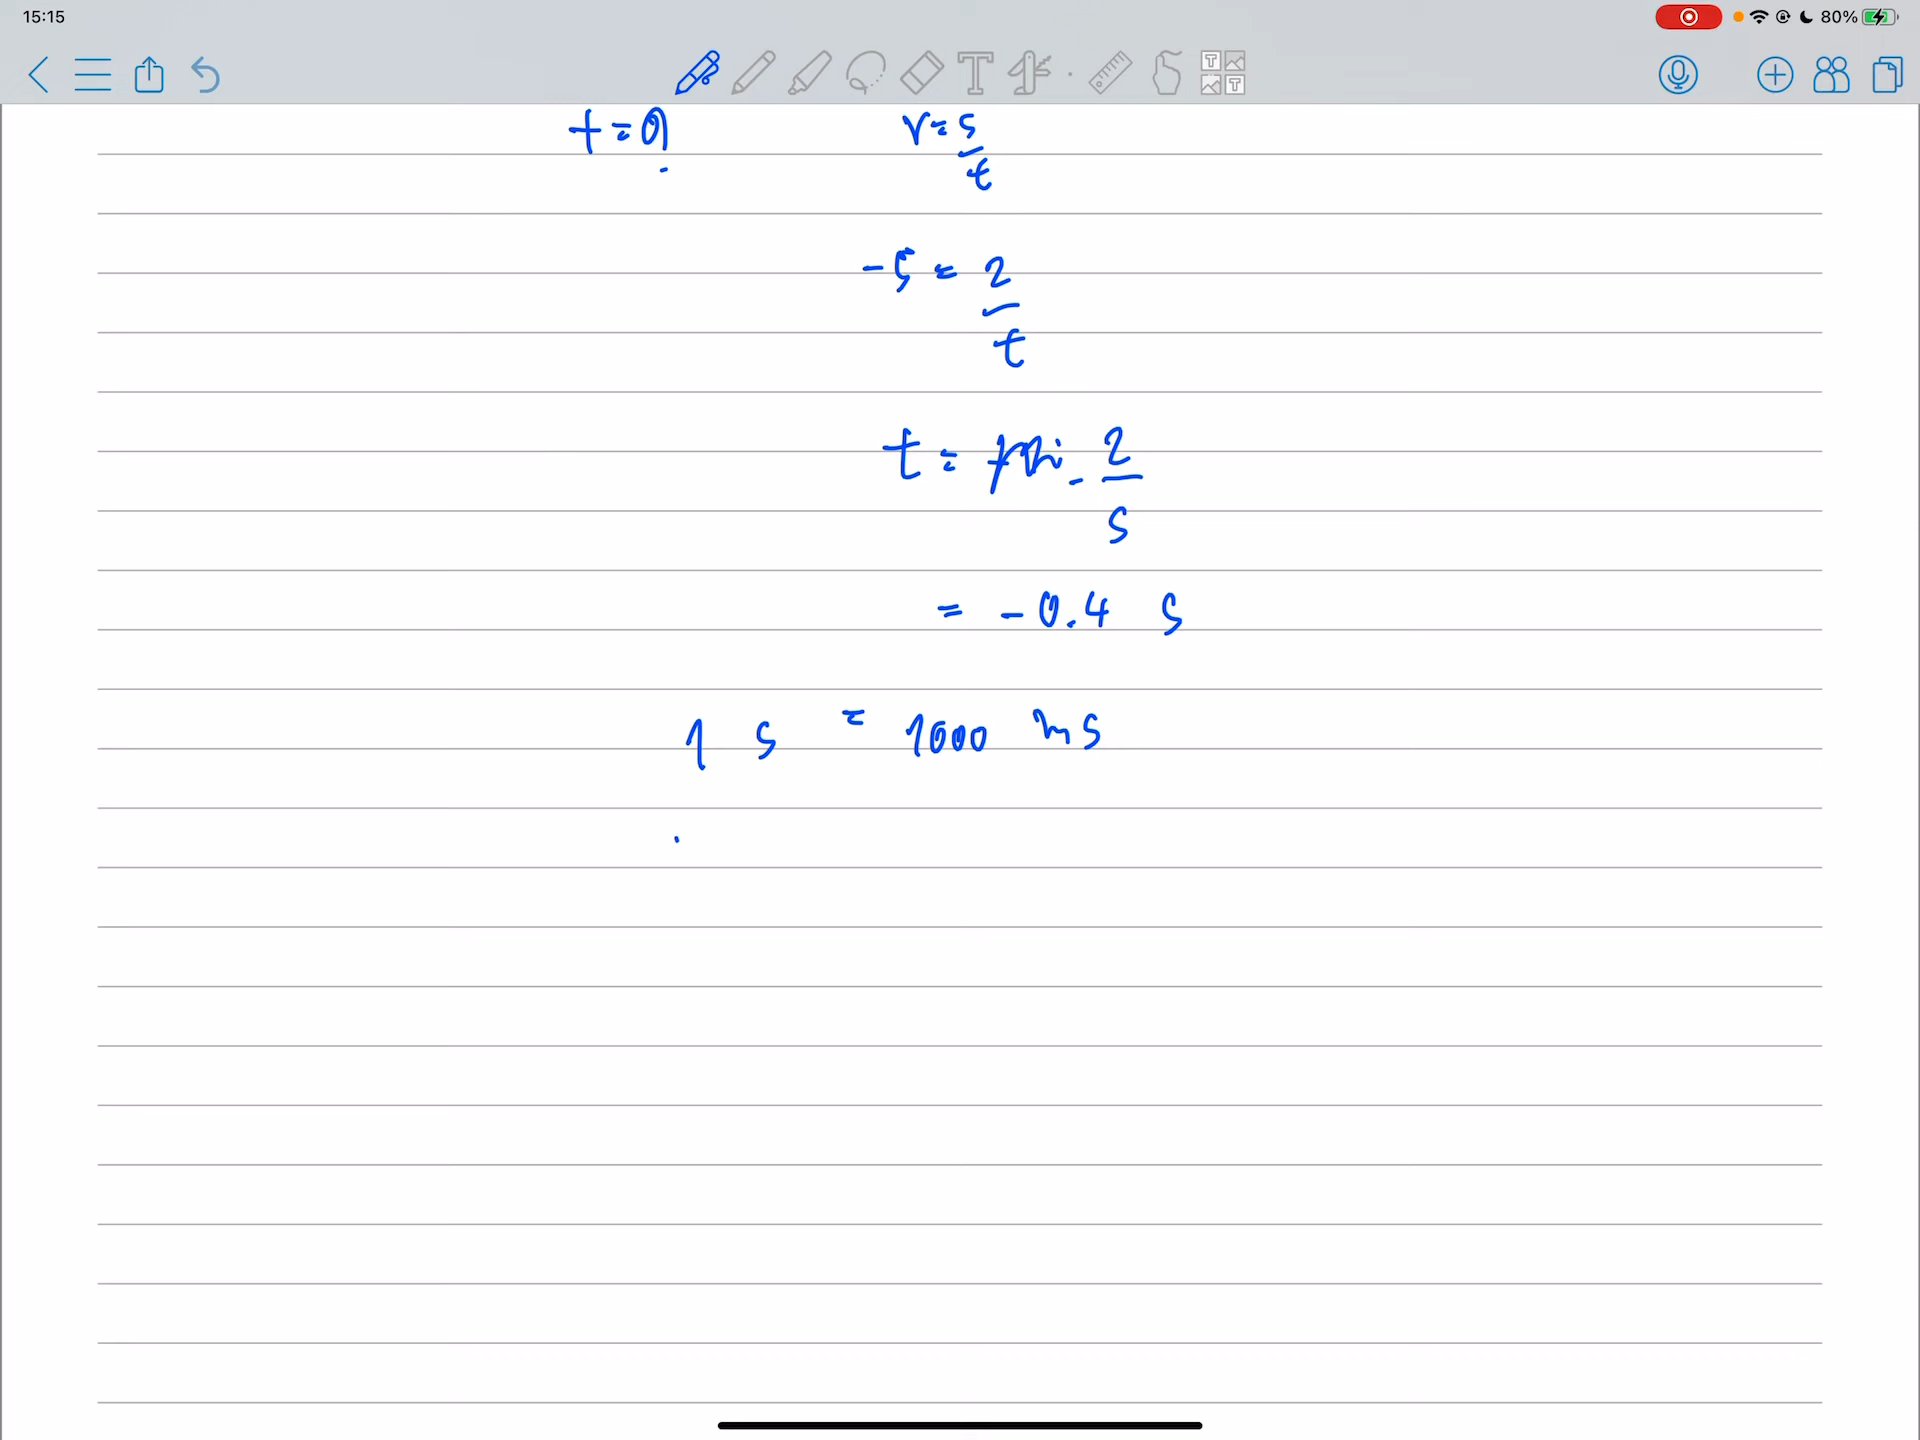 15:15 80%
t=0 v=s/t
-5 = 2/t
t = - 2/5
= -0.4 s
1 s = 1000 ms